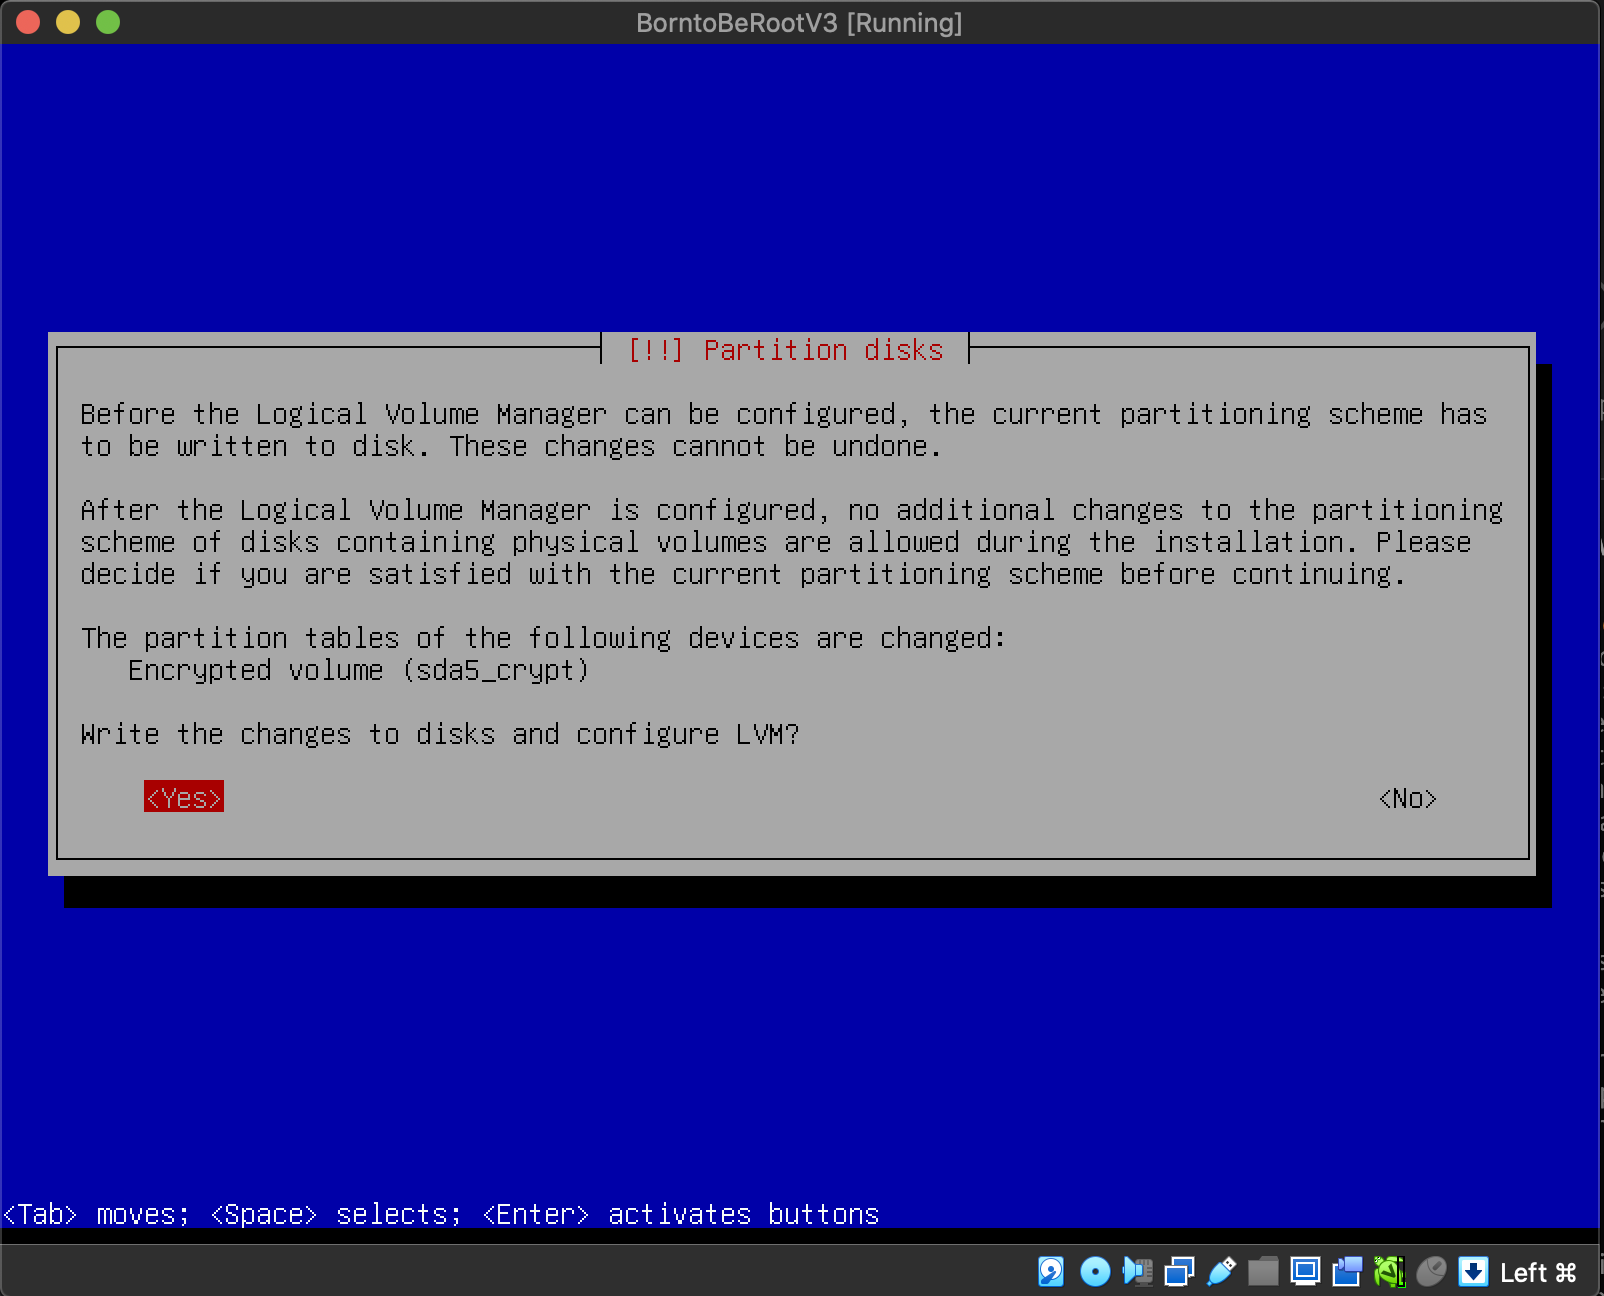 BorntoBeRootV3 [Running]
[!!] Partition disks
Before the Logical Volume Manager can be configured, the current partitioning scheme has
to be written to disk. These changes cannot be undone.
After the Logical Volume Manager is configured, no additional changes to the partitioning
scheme of disks containing physical volumes are allowed during the installation. Please
decide if you are satisfied with the current partitioning scheme before continuing.
The partition tables of the following devices are changed:
Encrypted volume (sda5_crypt)
Write the changes to disks and configure LVM?
<Yes> <No>
<Tab> moves; <Space> selects; <Enter> activates buttons
Left ⌘